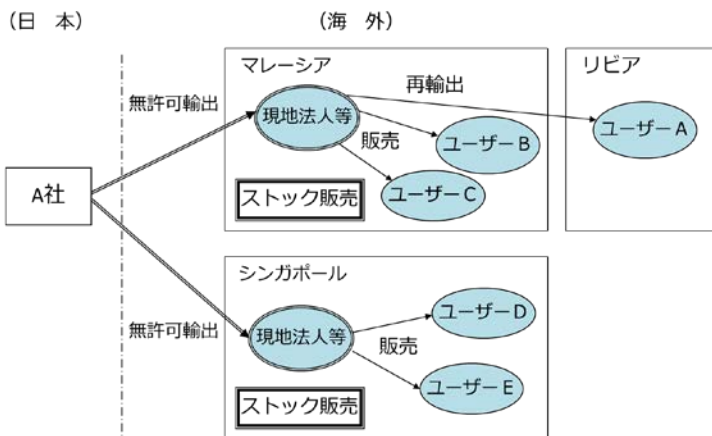 （日　本）
（海　外）
マレーシア
リビア
無許可輸出
再輸出
現地法人等
ユーザーA
販売
ユーザーB
ユーザーC
A社
ストック販売
シンガポール
無許可輸出
現地法人等
ユーザーD
販売
ユーザーE
ストック販売